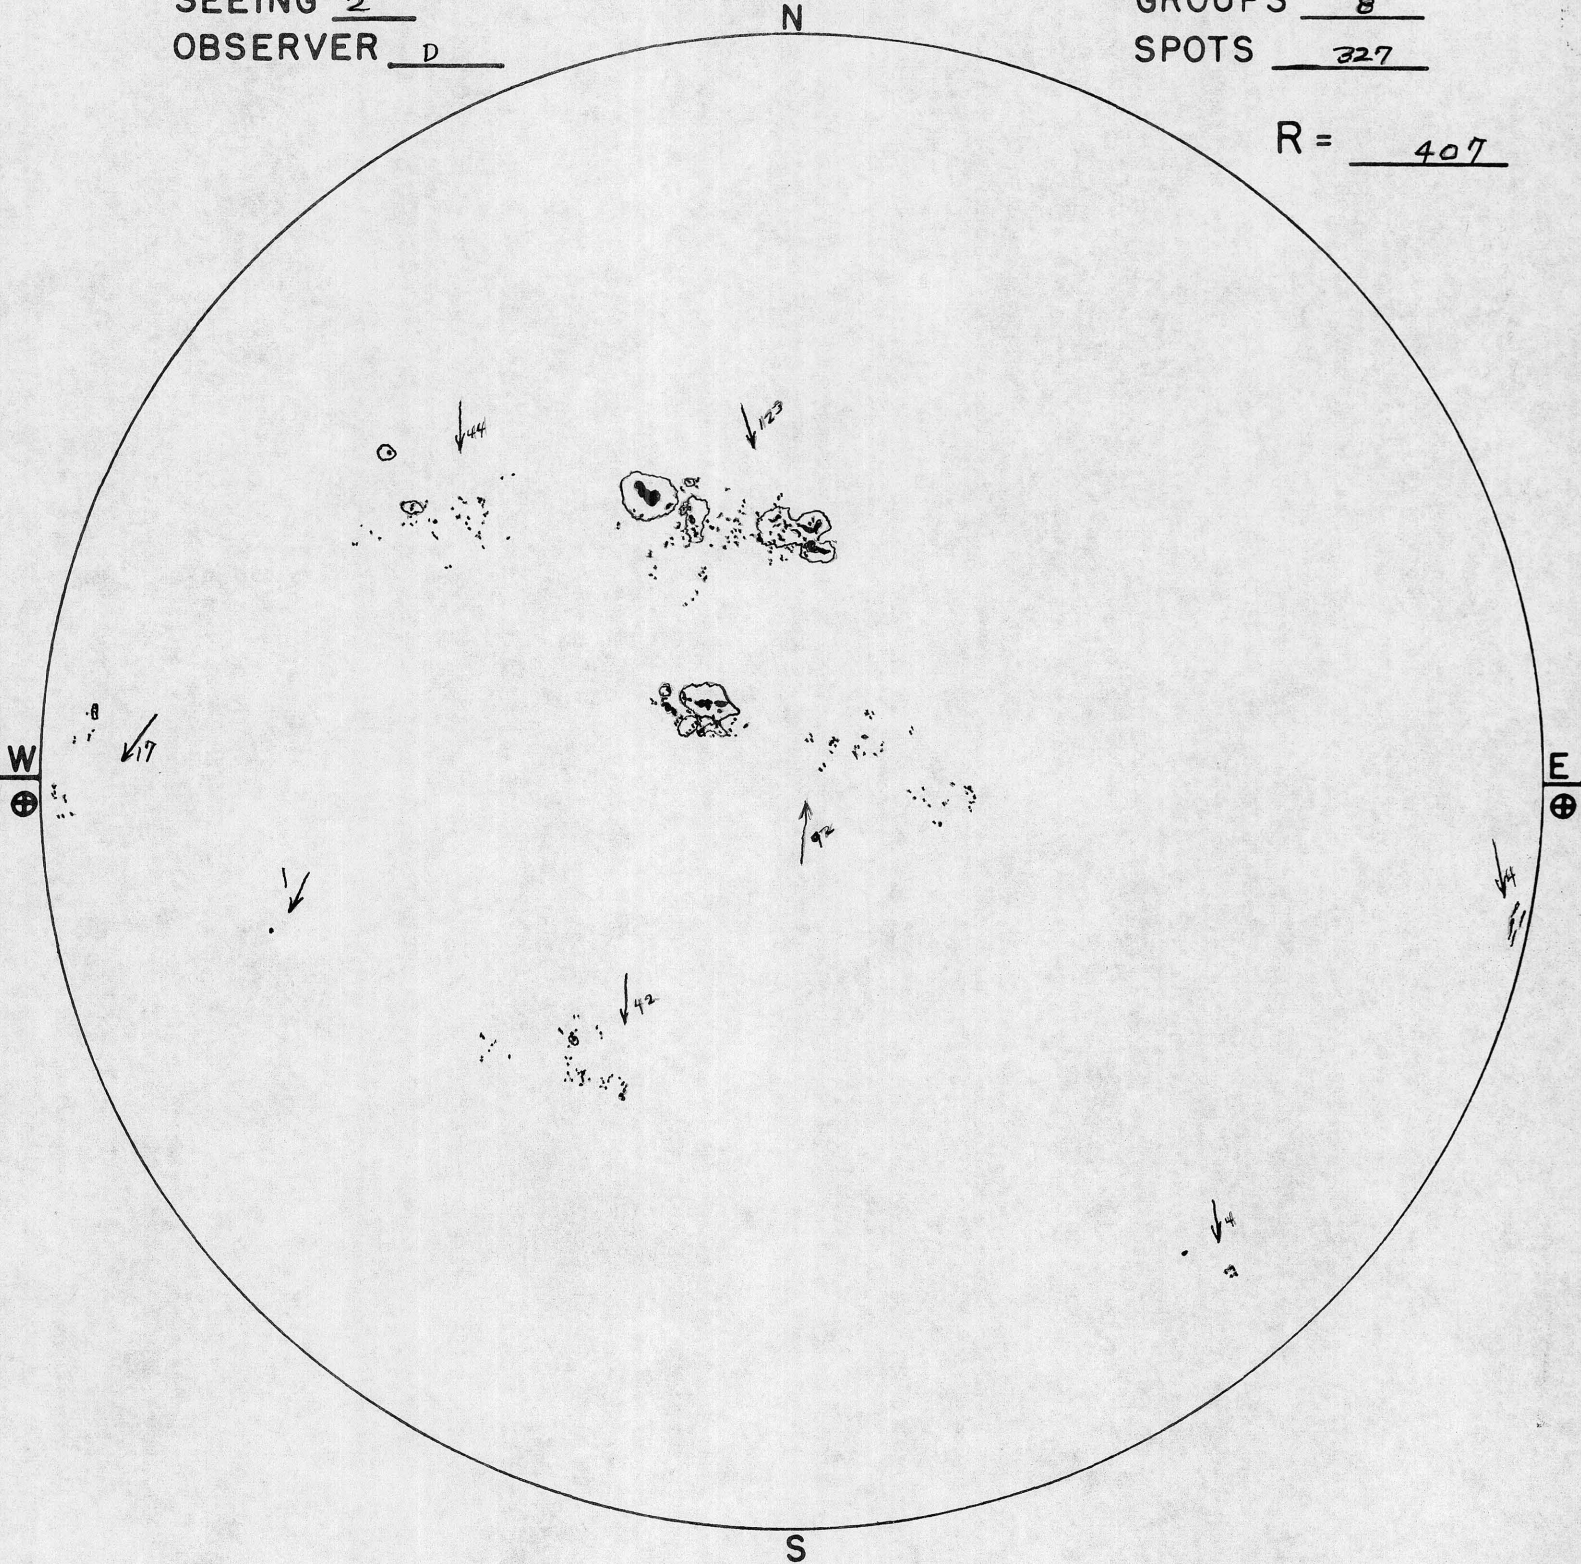 SEEING 2
GROUPS 8
OBSERVER D
SPOTS 327
N
R = 407
44
123
W
17
E
92
1
4
42
4
S